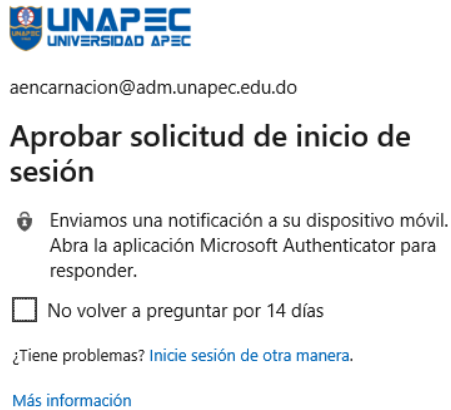 UNAPEC
UNIVERSIDAD APEC
aencarnacion@adm.unapec.edu.do
Aprobar solicitud de inicio de
sesión
Enviamos una notificación a su dispositivo móvil.
Abra la aplicación Microsoft Authenticator para
responder.
No volver a preguntar por 14 días
¿Tiene problemas? Inicie sesión de otra manera.
Más información